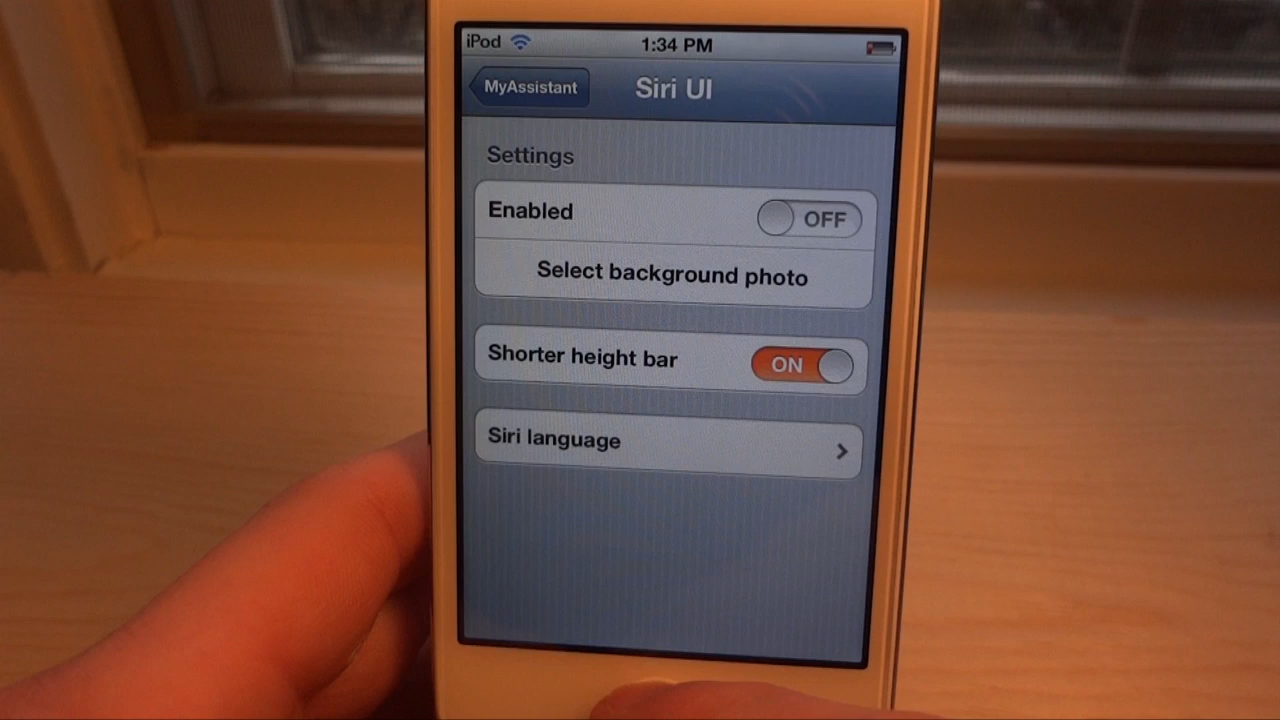 iPod 1:34 PM
MyAssistant Siri UI
Settings
Enabled OFF
Select background photo
Shorter height bar ON
Siri language